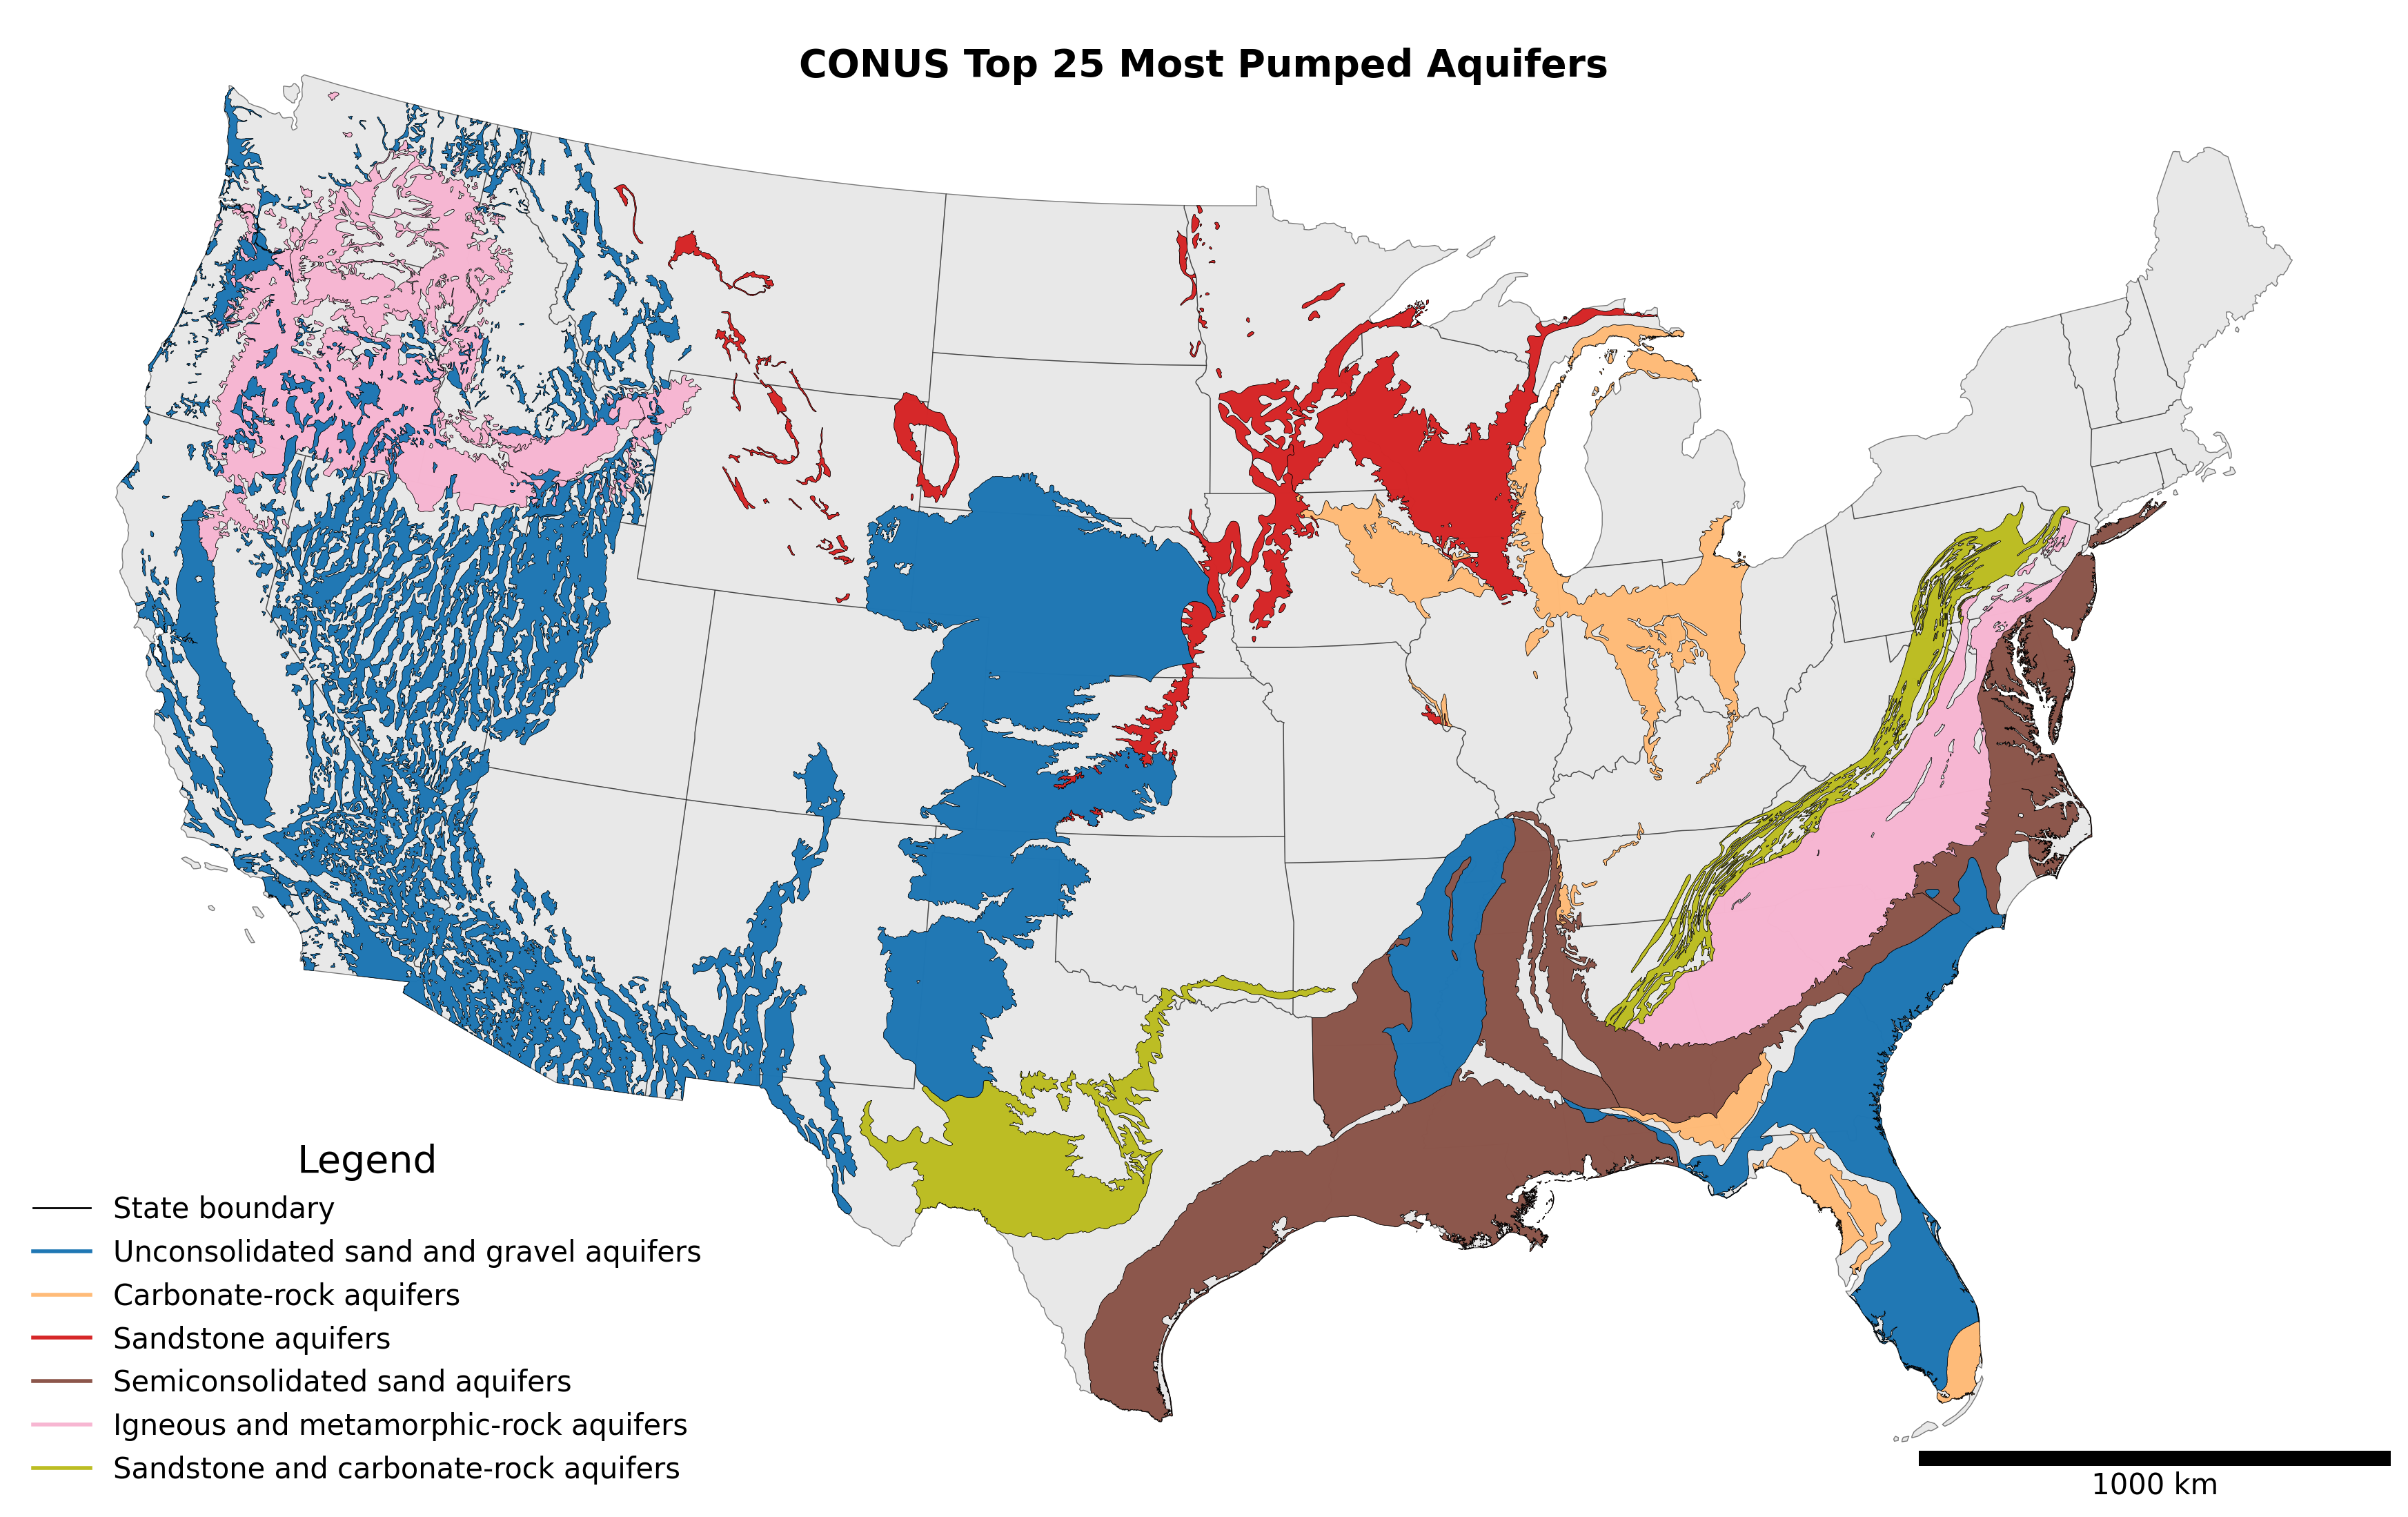 CONUS Top 25 Most Pumped Aquifers
Legend
State boundary
Unconsolidated sand and gravel aquifers
Carbonate-rock aquifers
Sandstone aquifers
Semiconsolidated sand aquifers
Igneous and metamorphic-rock aquifers
Sandstone and carbonate-rock aquifers
1000 km